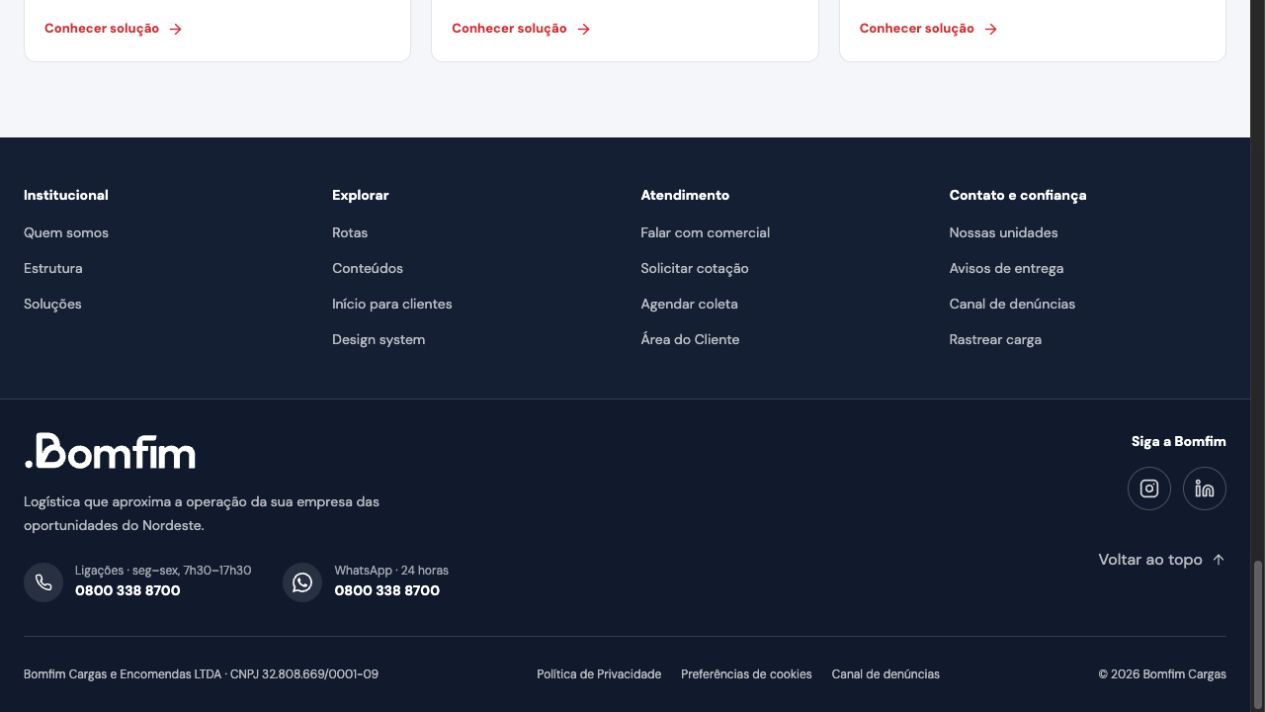 Conhecer solução →
Conhecer solução →
Conhecer solução →
Institucional
Quem somos
Estrutura
Soluções
Explorar
Rotas
Conteúdos
Início para clientes
Design system
Atendimento
Falar com comercial
Solicitar cotação
Agendar coleta
Área do Cliente
Contato e confiança
Nossas unidades
Avisos de entrega
Canal de denúncias
Rastrear carga
.Bomfim
Logística que aproxima a operação da sua empresa das
oportunidades do Nordeste.
Ligações · seg–sex, 7h30–17h30
0800 338 8700
WhatsApp · 24 horas
0800 338 8700
Siga a Bomfim
in
Voltar ao topo ↑
Bomfim Cargas e Encomendas LTDA · CNPJ 32.808.669/0001-09
Política de Privacidade
Preferências de cookies
Canal de denúncias
© 2026 Bomfim Cargas